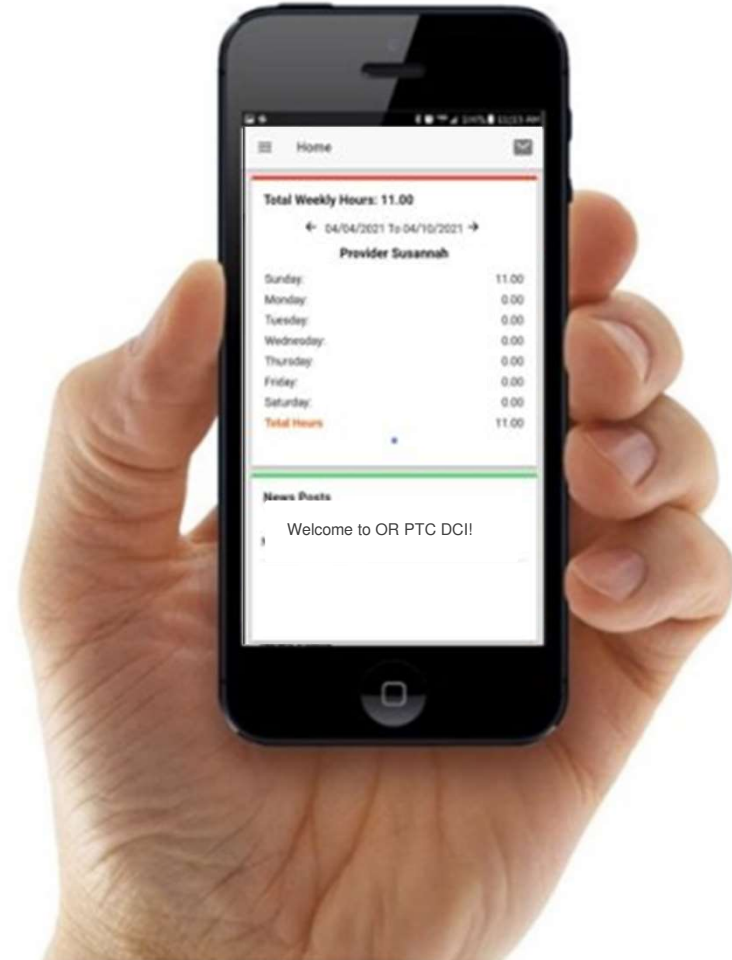 Home
Total Weekly Hours: 11.00
← 04/04/2021 To 04/10/2021 →
Provider Susannah
Sunday: 11.00
Monday: 0.00
Tuesday: 0.00
Wednesday: 0.00
Thursday: 0.00
Friday: 0.00
Saturday: 0.00
Total Hours 11.00
News Posts
Welcome to OR PTC DCI!